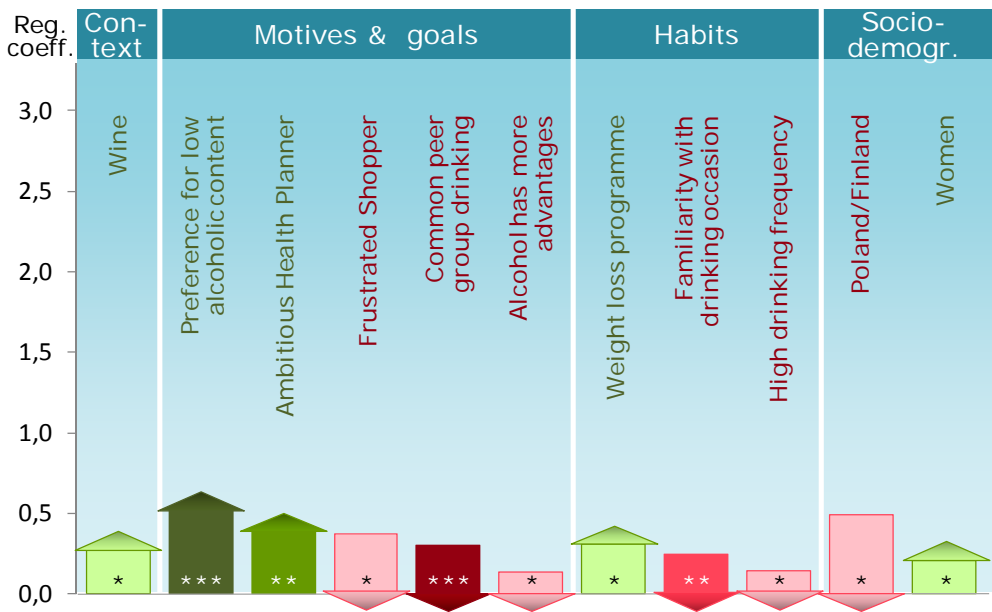 Reg.
coeff.
Con-
text
Motives & goals
Habits
Socio-
demogr.
3,0
2,5
2,0
1,5
1,0
0,5
0,0
Wine
Preference for low
alcoholic content
Ambitious Health Planner
Frustrated Shopper
Common peer
group drinking
Alcohol has more
advantages
Weight loss programme
Familiarity with
drinking occasion
High drinking frequency
Poland/Finland
Women
*
***
**
*
***
*
*
**
*
*
*